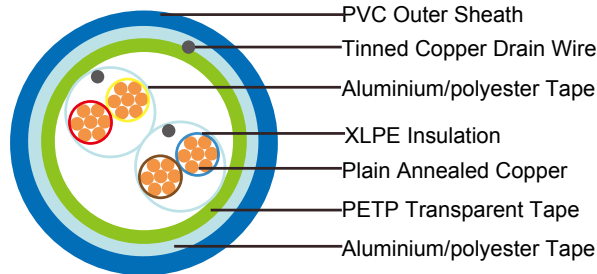 PVC Outer Sheath
Tinned Copper Drain Wire
Aluminium/polyester Tape
XLPE Insulation
Plain Annealed Copper
PETP Transparent Tape
Aluminium/polyester Tape